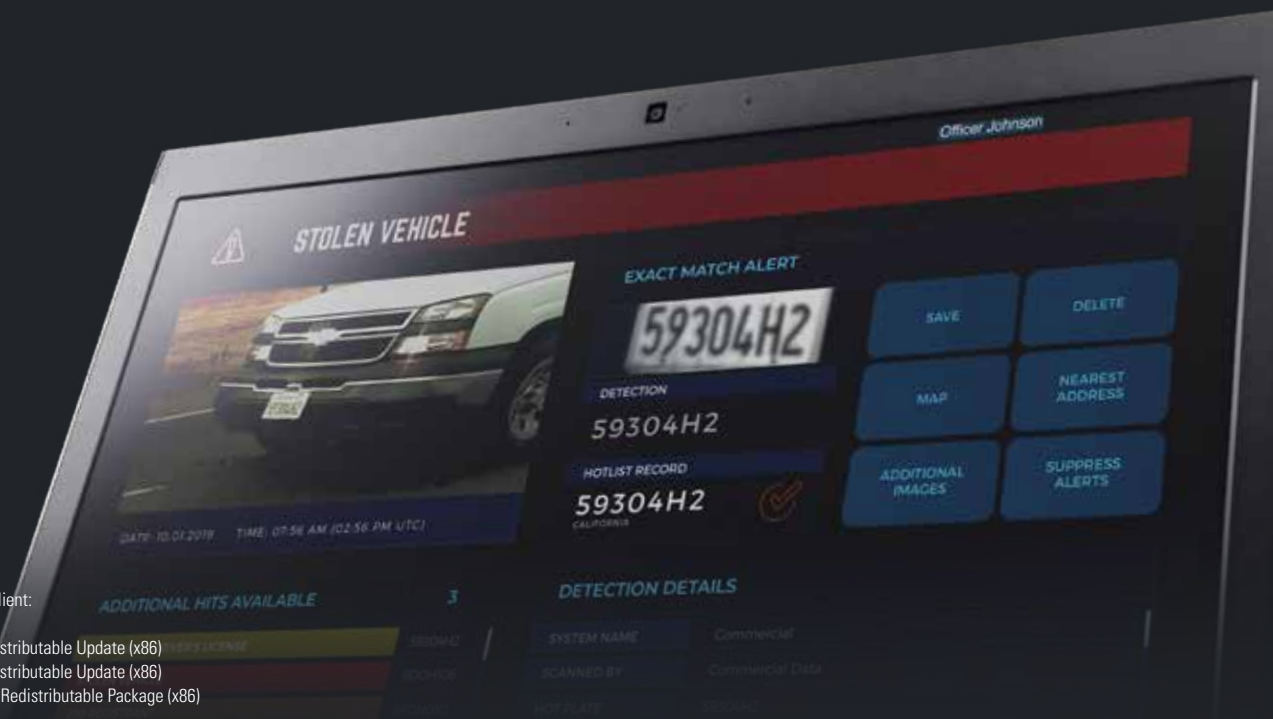 Officer Johnson
STOLEN VEHICLE
EXACT MATCH ALERT
59304H2
DETECTION
59304H2
HOTLIST RECORD
59304H2
CALIFORNIA
SAVE
DELETE
MAP
NEAREST
ADDRESS
ADDITIONAL
IMAGES
SUPPRESS
ALERTS
DATE: 10.01.2019 TIME: 07:56 AM (02:56 PM UTC)
ADDITIONAL HITS AVAILABLE 3
LICENSE
DETECTION DETAILS
SYSTEM NAME Commercial
SCANNED BY Commercial Data
HOT PLATE
lient:
stributable Update (x86)
stributable Update (x86)
Redistributable Package (x86)